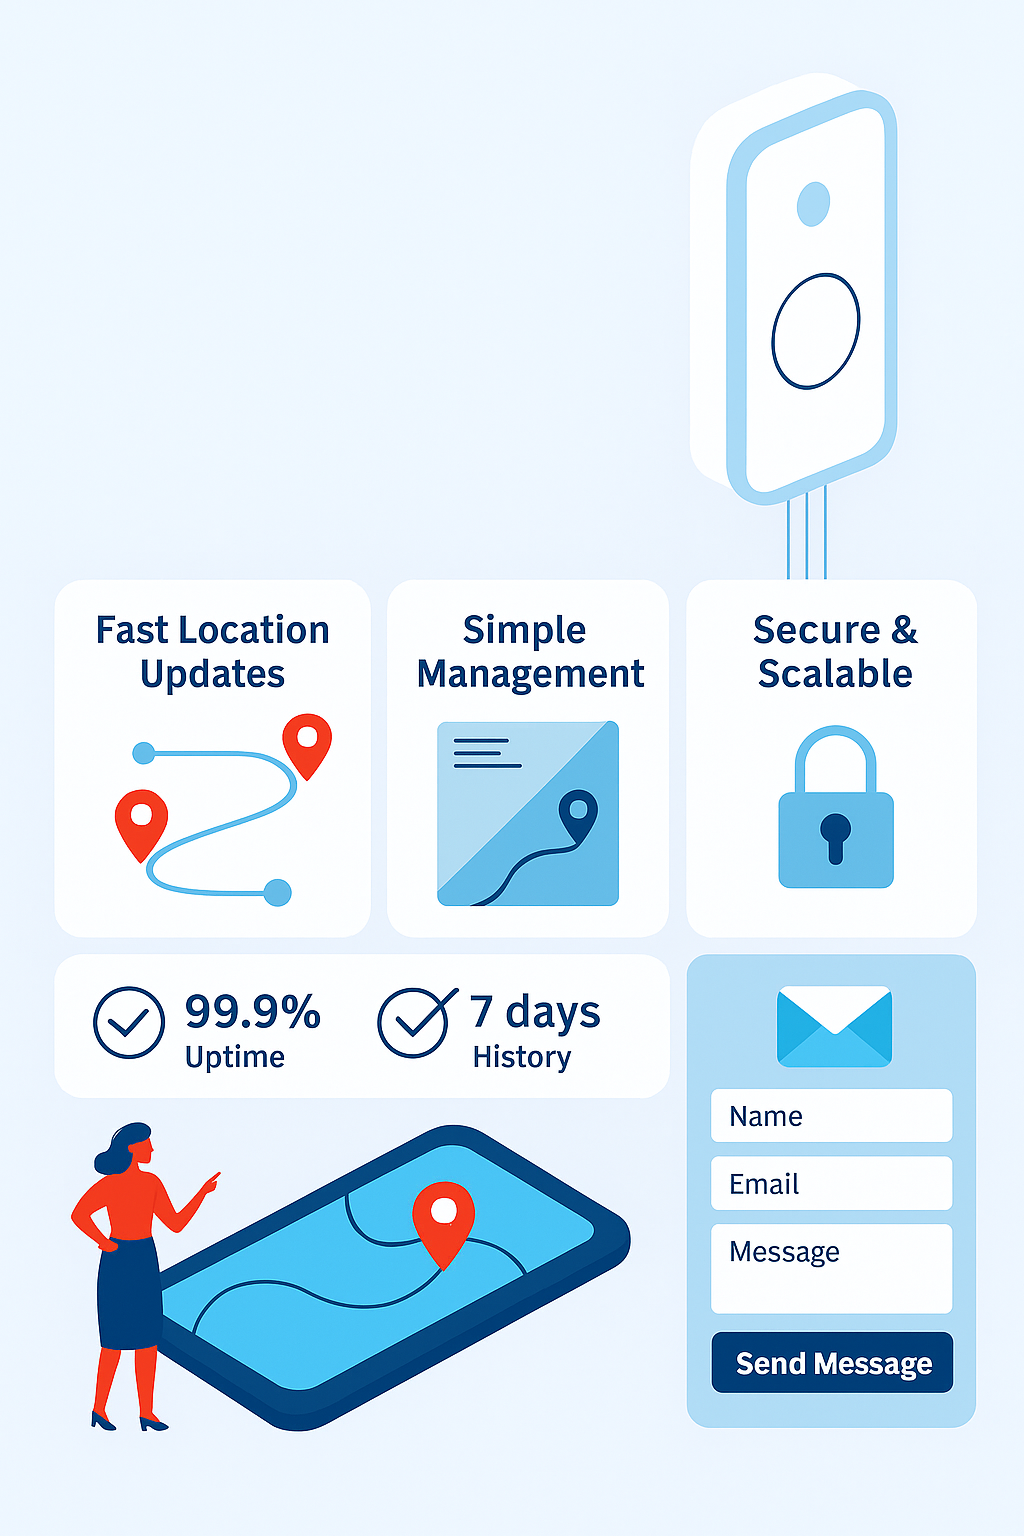 Fast Location
Updates
Simple
Management
Secure &
Scalable
99.9%
Uptime
7 days
History
Name
Email
Message
Send Message